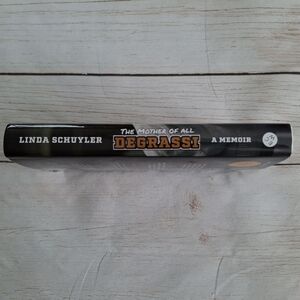 LINDA SCHUYLER
THE MOTHER OF ALL
DEGRASSI
A MEMOIR